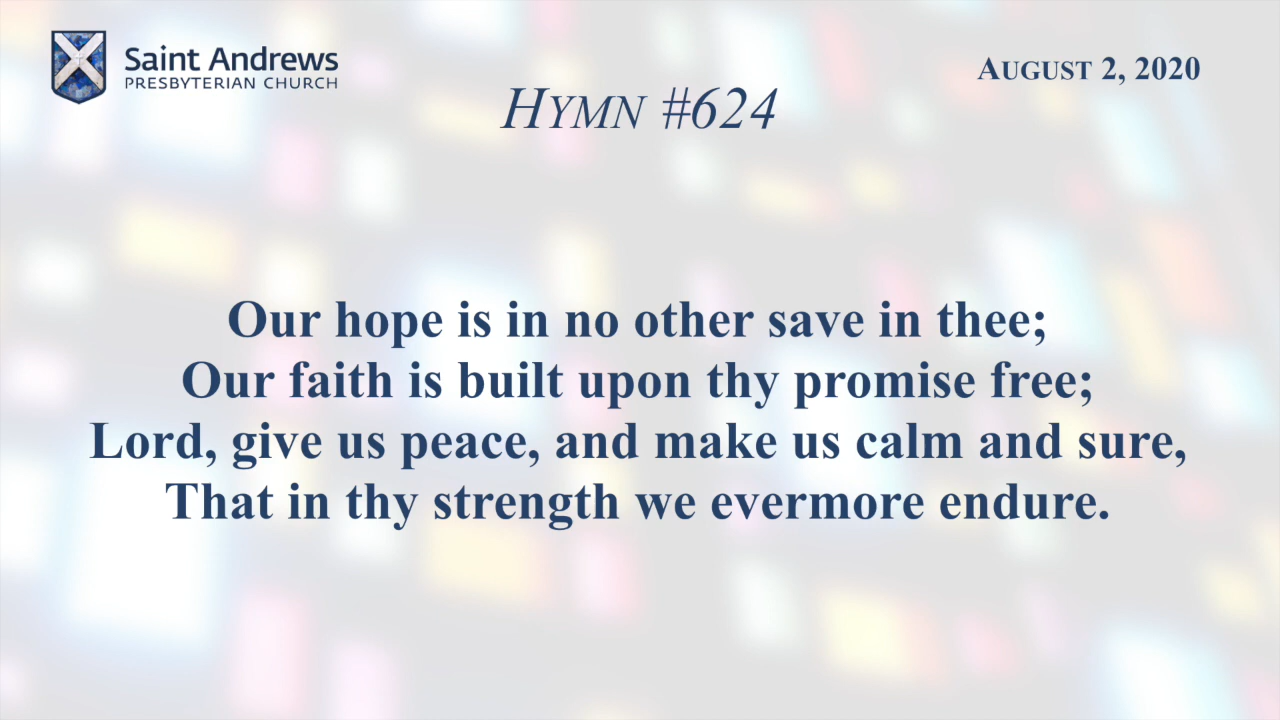 Saint Andrews
PRESBYTERIAN CHURCH
AUGUST 2, 2020
HYMN #624
Our hope is in no other save in thee;
Our faith is built upon thy promise free;
Lord, give us peace, and make us calm and sure,
That in thy strength we evermore endure.